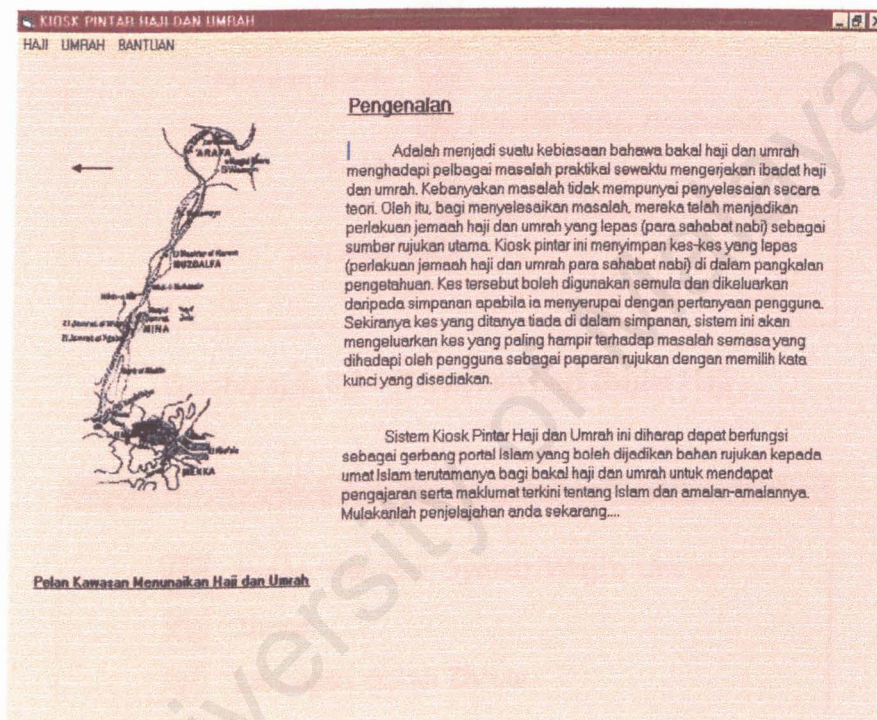 KIOSK PINTAR HAJI DAN UMRAH
HAJI UMRAH BANTUAN
Pengenalan
Adalah menjadi suatu kebiasaan bahawa bakal haji dan umrah
menghadapi pelbagai masalah praktikal sewaktu mengerjakan ibadat haji
dan umrah. Kebanyakan masalah tidak mempunyai penyelesaian secara
teori. Oleh itu, bagi menyelesaikan masalah, mereka telah menjadikan
perlakuan jemaah haji dan umrah yang lepas (para sahabat nabi) sebagai
sumber rujukan utama. Kiosk pintar ini menyimpan kes-kes yang lepas
(perlakuan jemaah haji dan umrah para sahabat nabi) di dalam pangkalan
pengetahuan. Kes tersebut boleh digunakan semula dan dikeluarkan
daripada simpanan apabila ia menyerupai dengan pertanyaan pengguna.
Sekiranya kes yang ditanya tiada di dalam simpanan, sistem ini akan
mengeluarkan kes yang paling hampir terhadap masalah semasa yang
dihadapi oleh pengguna sebagai paparan rujukan dengan memilih kata
kunci yang disediakan.
Sistem Kiosk Pintar Haji dan Umrah ini diharap dapat berfungsi
sebagai gerbang portal Islam yang boleh dijadikan bahan rujukan kepada
umat Islam terutamanya bagi bakal haji dan umrah untuk mendapat
pengajaran serta maklumat terkini tentang Islam dan amalan-amalannya.
Mulakanlah penjelajahan anda sekarang....
ARAFA
MUZDALFA
MINA
MEKKA
Pelan Kawasan Menunaikan Haji dan Umrah